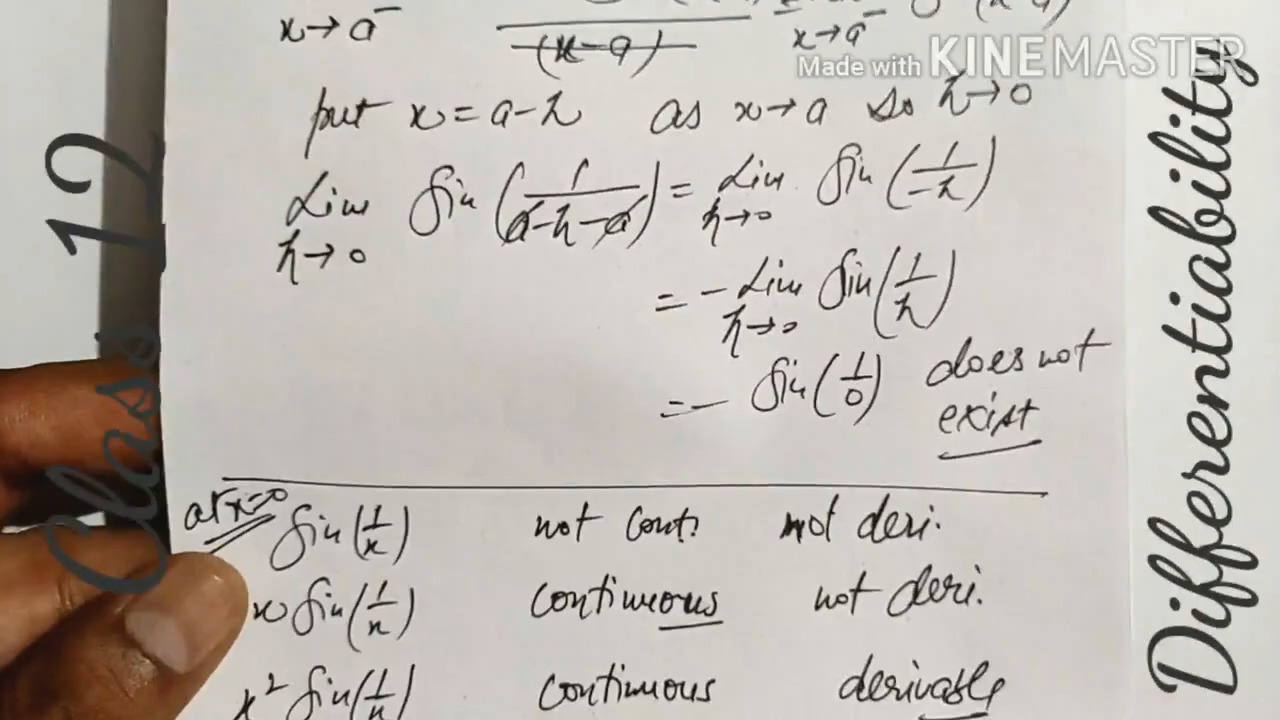 x→a⁻ (x-a) x→a⁻ (x-a)
Made with KINEMASTER
put x = a-h as x→a so h→0
Lim h→0 Sin (1/(a-h-a)) = Lim h→0 Sin (1/-h)
= - Lim h→0 Sin (1/h)
= - Sin (1/0) does not exist
at x=0 Sin (1/x) not Cont. not deri.
x Sin (1/x) continuous not deri.
x² Sin (1/x) continuous derivable
Class 12
Differentiability